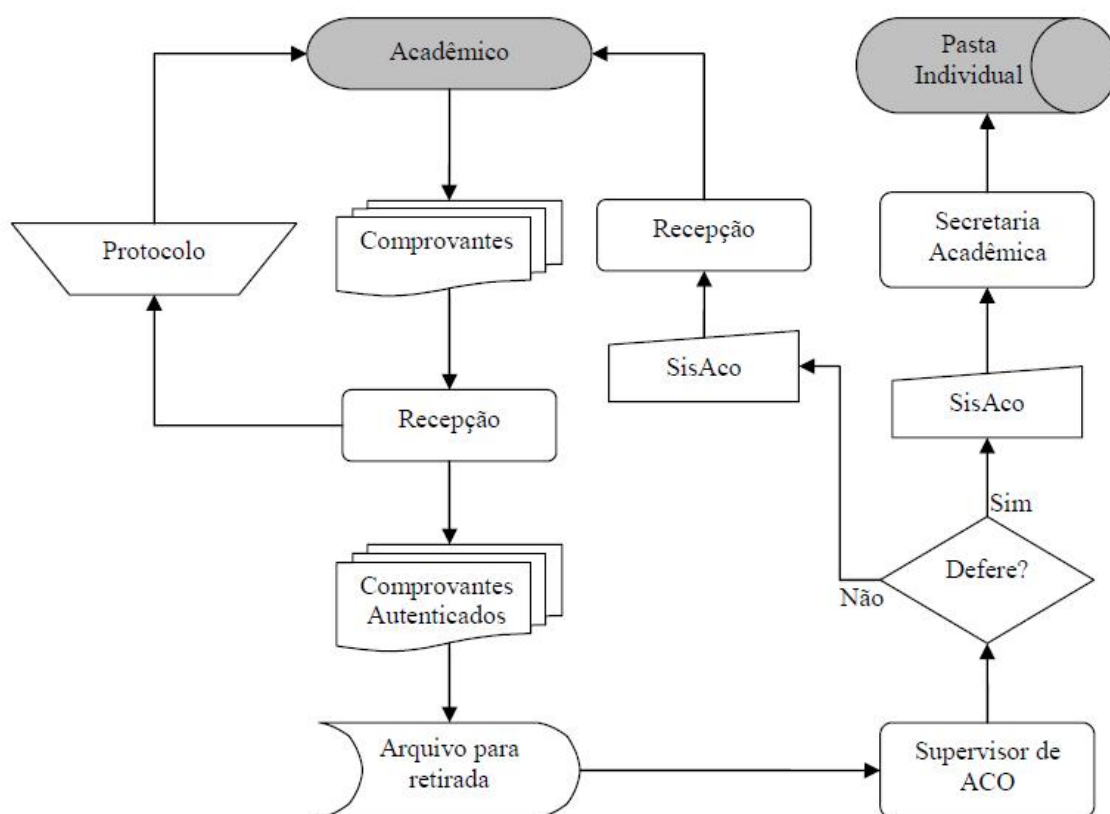 Acadêmico
Pasta
Individual
Protocolo
Comprovantes
Recepção
Secretaria
Acadêmica
SisAco
SisAco
Recepção
Sim
Defere?
Não
Comprovantes
Autenticados
Arquivo para
retirada
Supervisor de
ACO